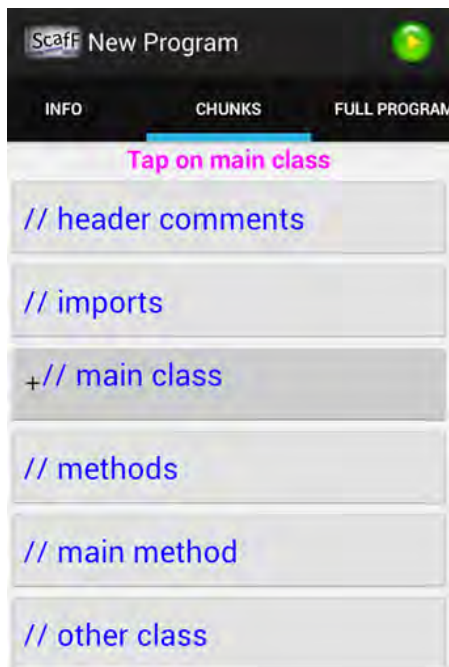 ScafF New Program
INFO CHUNKS FULL PROGRAM
Tap on main class
// header comments
// imports
+// main class
// methods
// main method
// other class